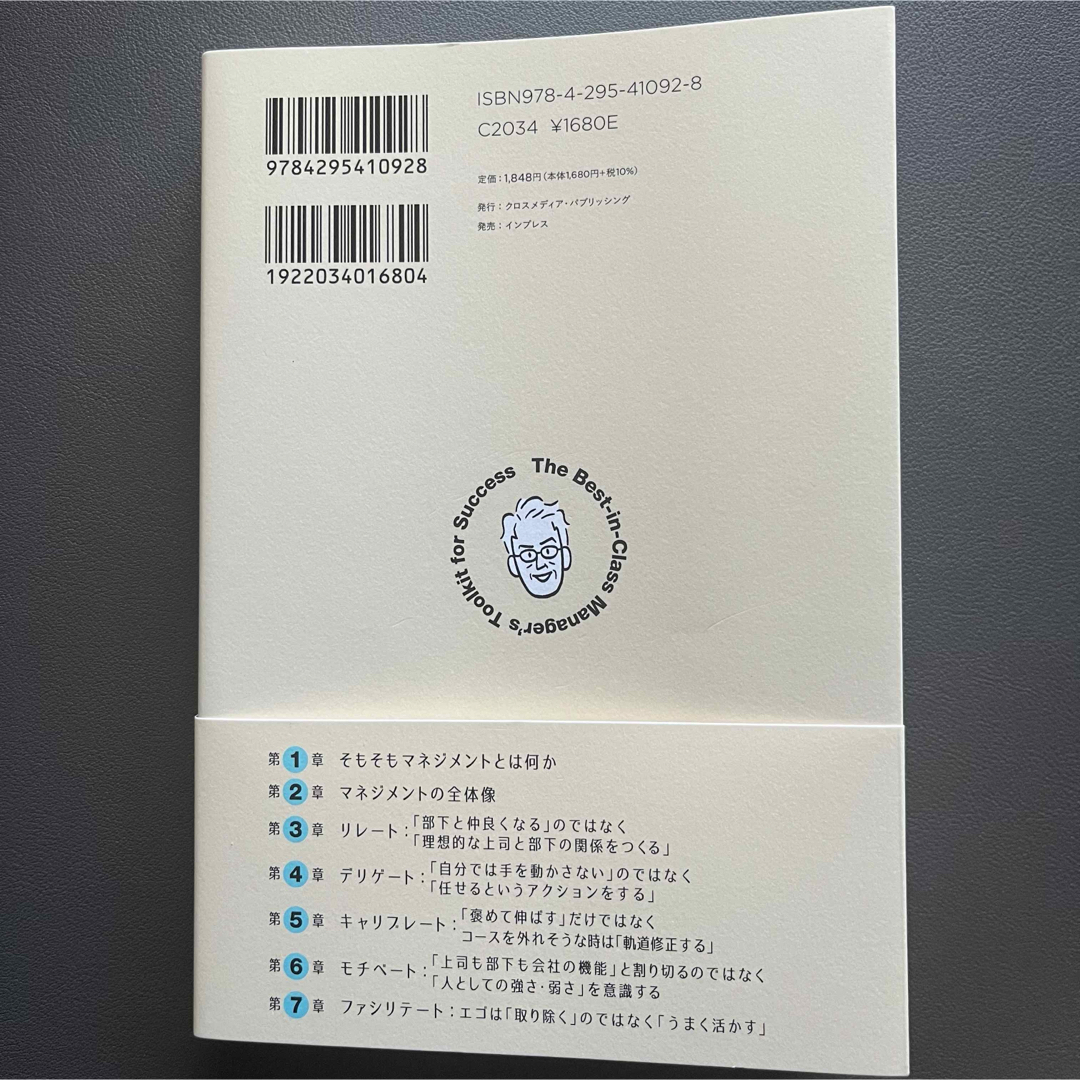 ISBN978-4-295-41092-8
C2034 ¥1680E
9784295410928
定価：1,848円（本体1,680円+税10%）
発行：クロスメディア・パブリッシング
発売：インプレス
1922034016804
The Best-in-Class Manager's Toolkit for Success
第1章 そもそもマネジメントとは何か
第2章 マネジメントの全体像
第3章 リレート：「部下と仲良くなる」のではなく
「理想的な上司と部下の関係をつくる」
第4章 デリゲート：「自分では手を動かさない」のではなく
「任せるというアクションをする」
第5章 キャリブレート：「褒めて伸ばす」だけではなく
コースを外れそうな時は「軌道修正する」
第6章 モチベート：「上司も部下も会社の機能」と割り切るのではなく
「人としての強さ・弱さ」を意識する
第7章 ファシリテート：エゴは「取り除く」のではなく「うまく活かす」